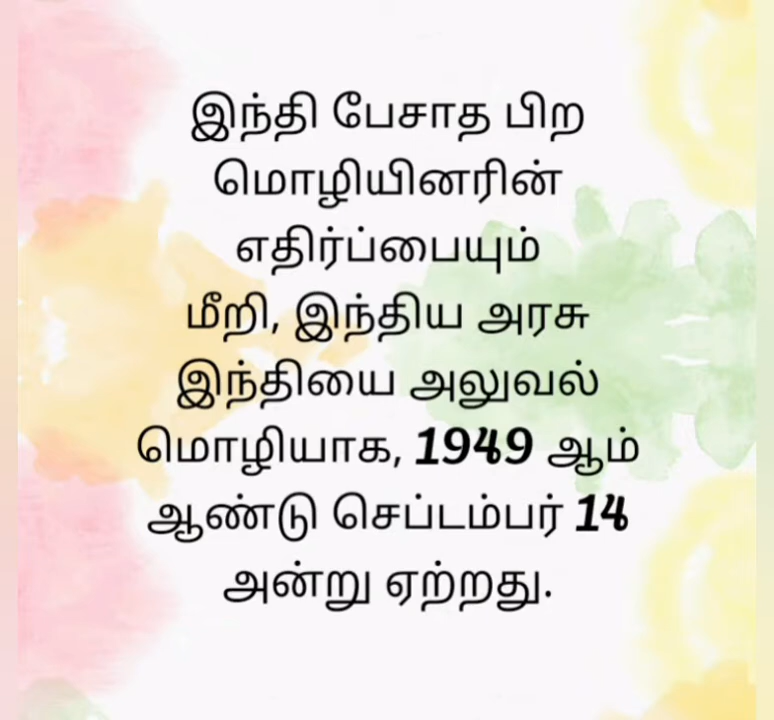 இந்தி பேசாத பிற
மொழியினரின்
எதிர்ப்பையும்
மீறி, இந்திய அரசு
இந்தியை அலுவல்
மொழியாக, 1949 ஆம்
ஆண்டு செப்டம்பர் 14
அன்று ஏற்றது.